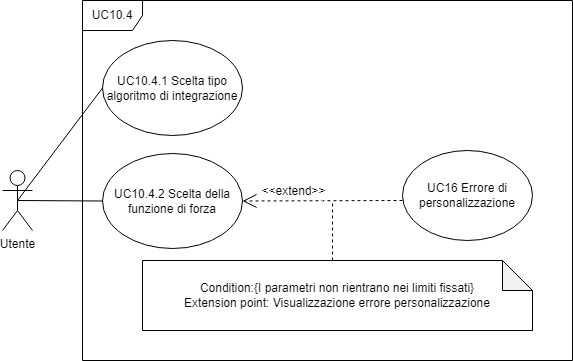 UC10.4
UC10.4.1 Scelta tipo
algoritmo di integrazione
UC10.4.2 Scelta della
funzione di forza
<<extend>>
UC16 Errore di
personalizzazione
Utente
Condition:{I parametri non rientrano nei limiti fissati}
Extension point: Visualizzazione errore personalizzazione